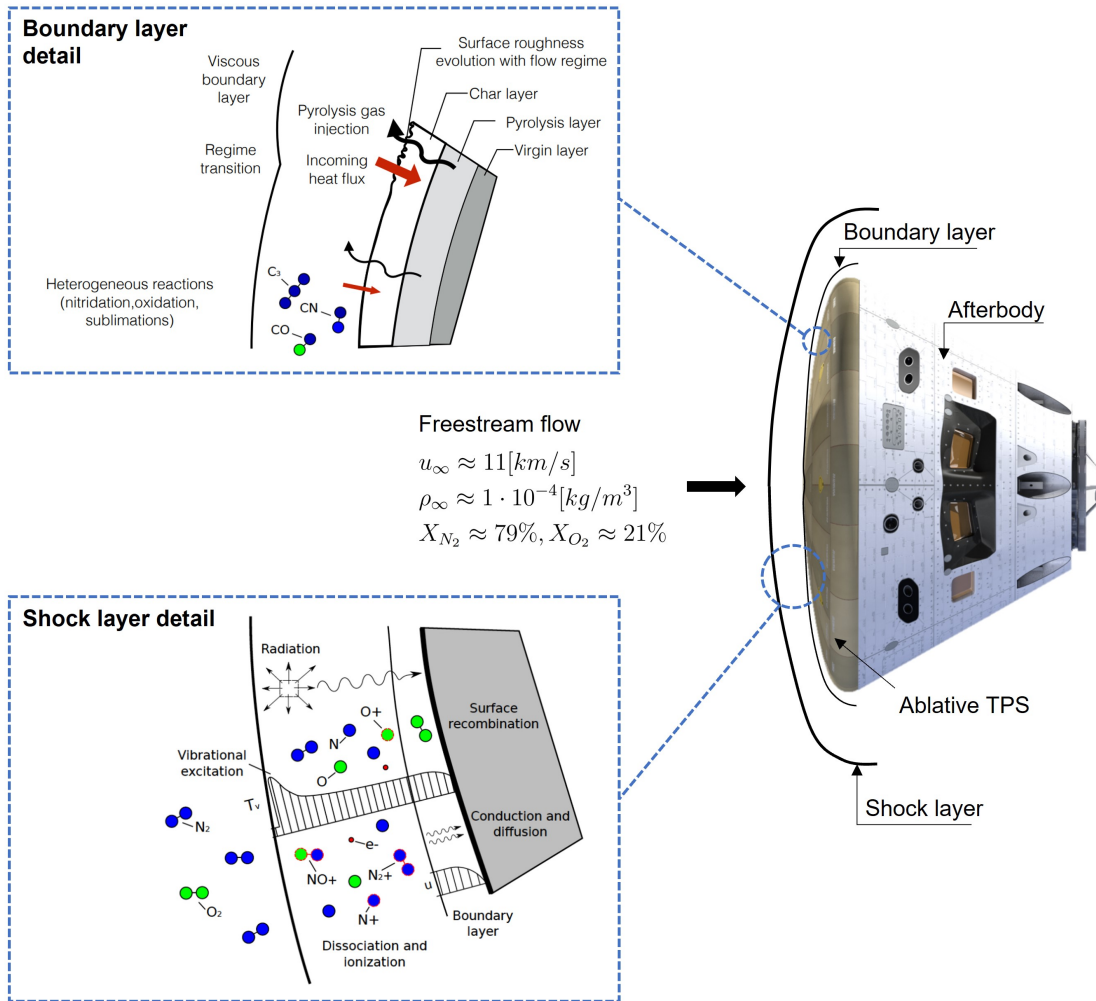 Boundary layer
detail
Viscous
boundary
layer
Regime
transition
Surface roughness
evolution with flow regime
Char layer
Pyrolysis gas
injection
Pyrolysis layer
Virgin layer
Incoming
heat flux
C₃
CN
CO
Heterogeneous reactions
(nitridation,oxidation,
sublimations)
Boundary layer
Afterbody
Freestream flow
u∞ ≈ 11[km/s]
ρ∞ ≈ 1 · 10⁻⁴[kg/m³]
X_N₂ ≈ 79%, X_O₂ ≈ 21%
Ablative TPS
Shock layer
Shock layer detail
Radiation
O+
N
O
Surface
recombination
Vibrational
excitation
Tᵥ
N₂
Conduction and
diffusion
e-
NO+
N₂+
u
O₂
N+
Boundary
layer
Dissociation and
ionization